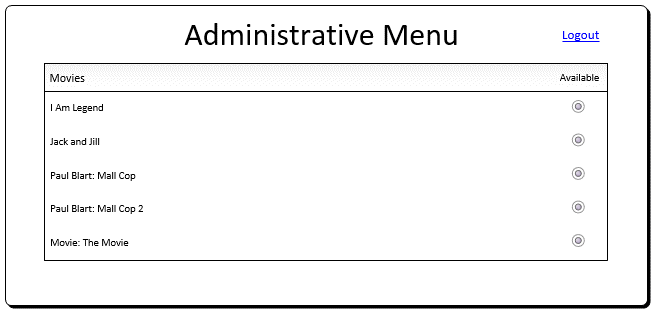 Administrative Menu
Logout
Movies Available
I Am Legend
Jack and Jill
Paul Blart: Mall Cop
Paul Blart: Mall Cop 2
Movie: The Movie